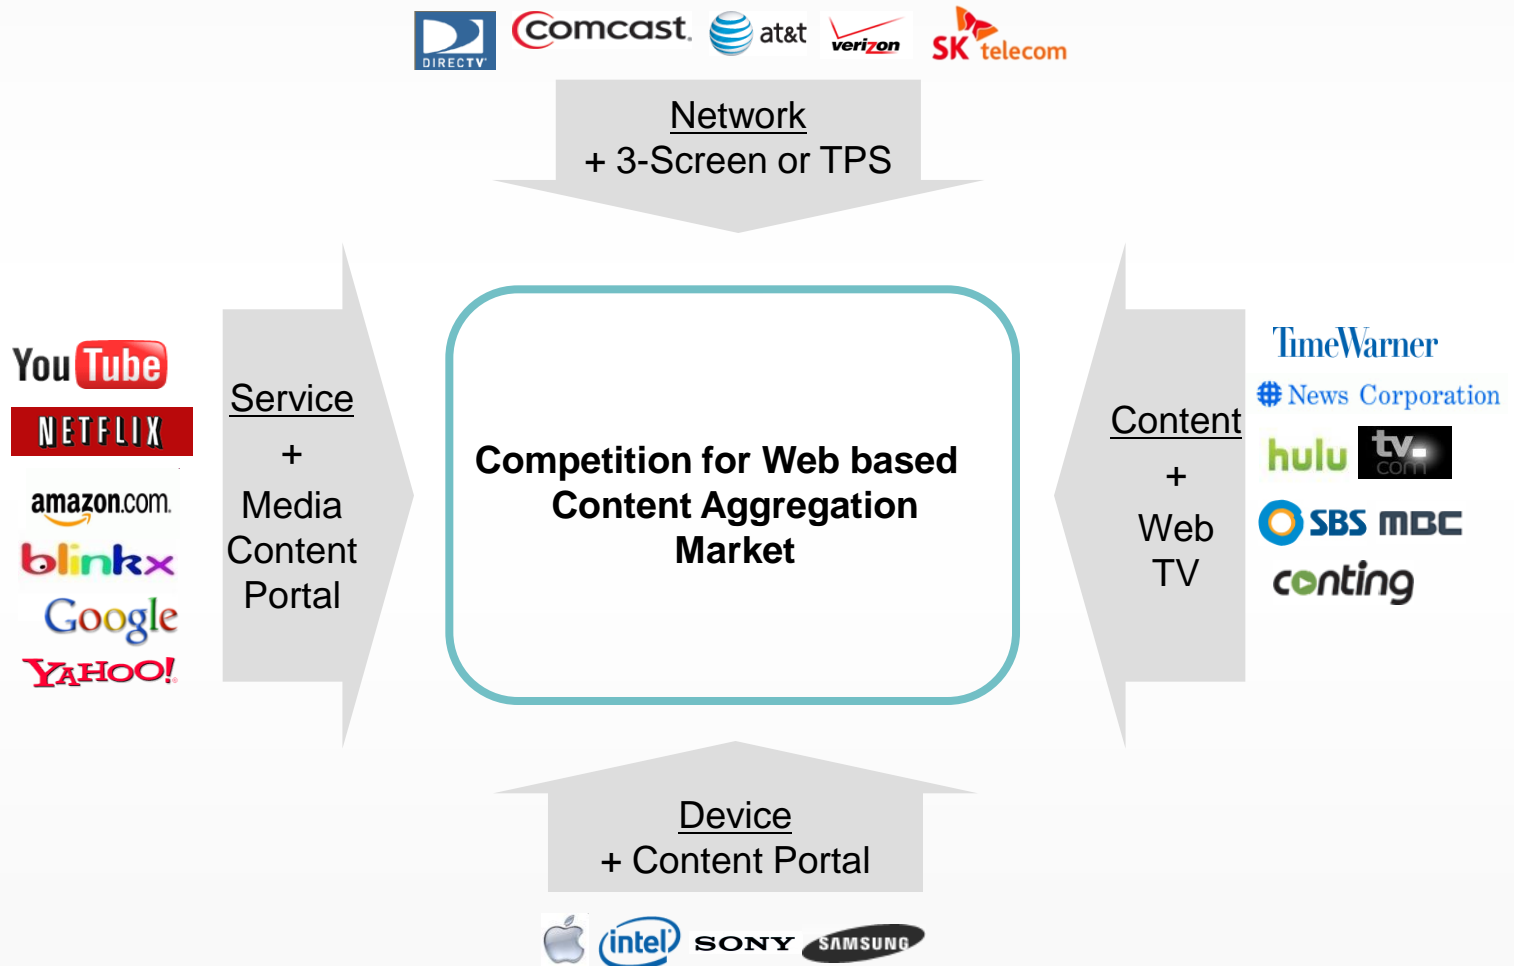 DIRECTV
comcast.
at&t
verizon
SK telecom
Network
+ 3-Screen or TPS
YouTube
NETFLIX
amazon.com.
blinkx
Google
YAHOO!
Service
+
Media
Content
Portal
Competition for Web based
Content Aggregation
Market
Content
+
Web
TV
TimeWarner
News Corporation
hulu
tv.com
SBS
MBC
conting
Device
+ Content Portal
intel
SONY
SAMSUNG